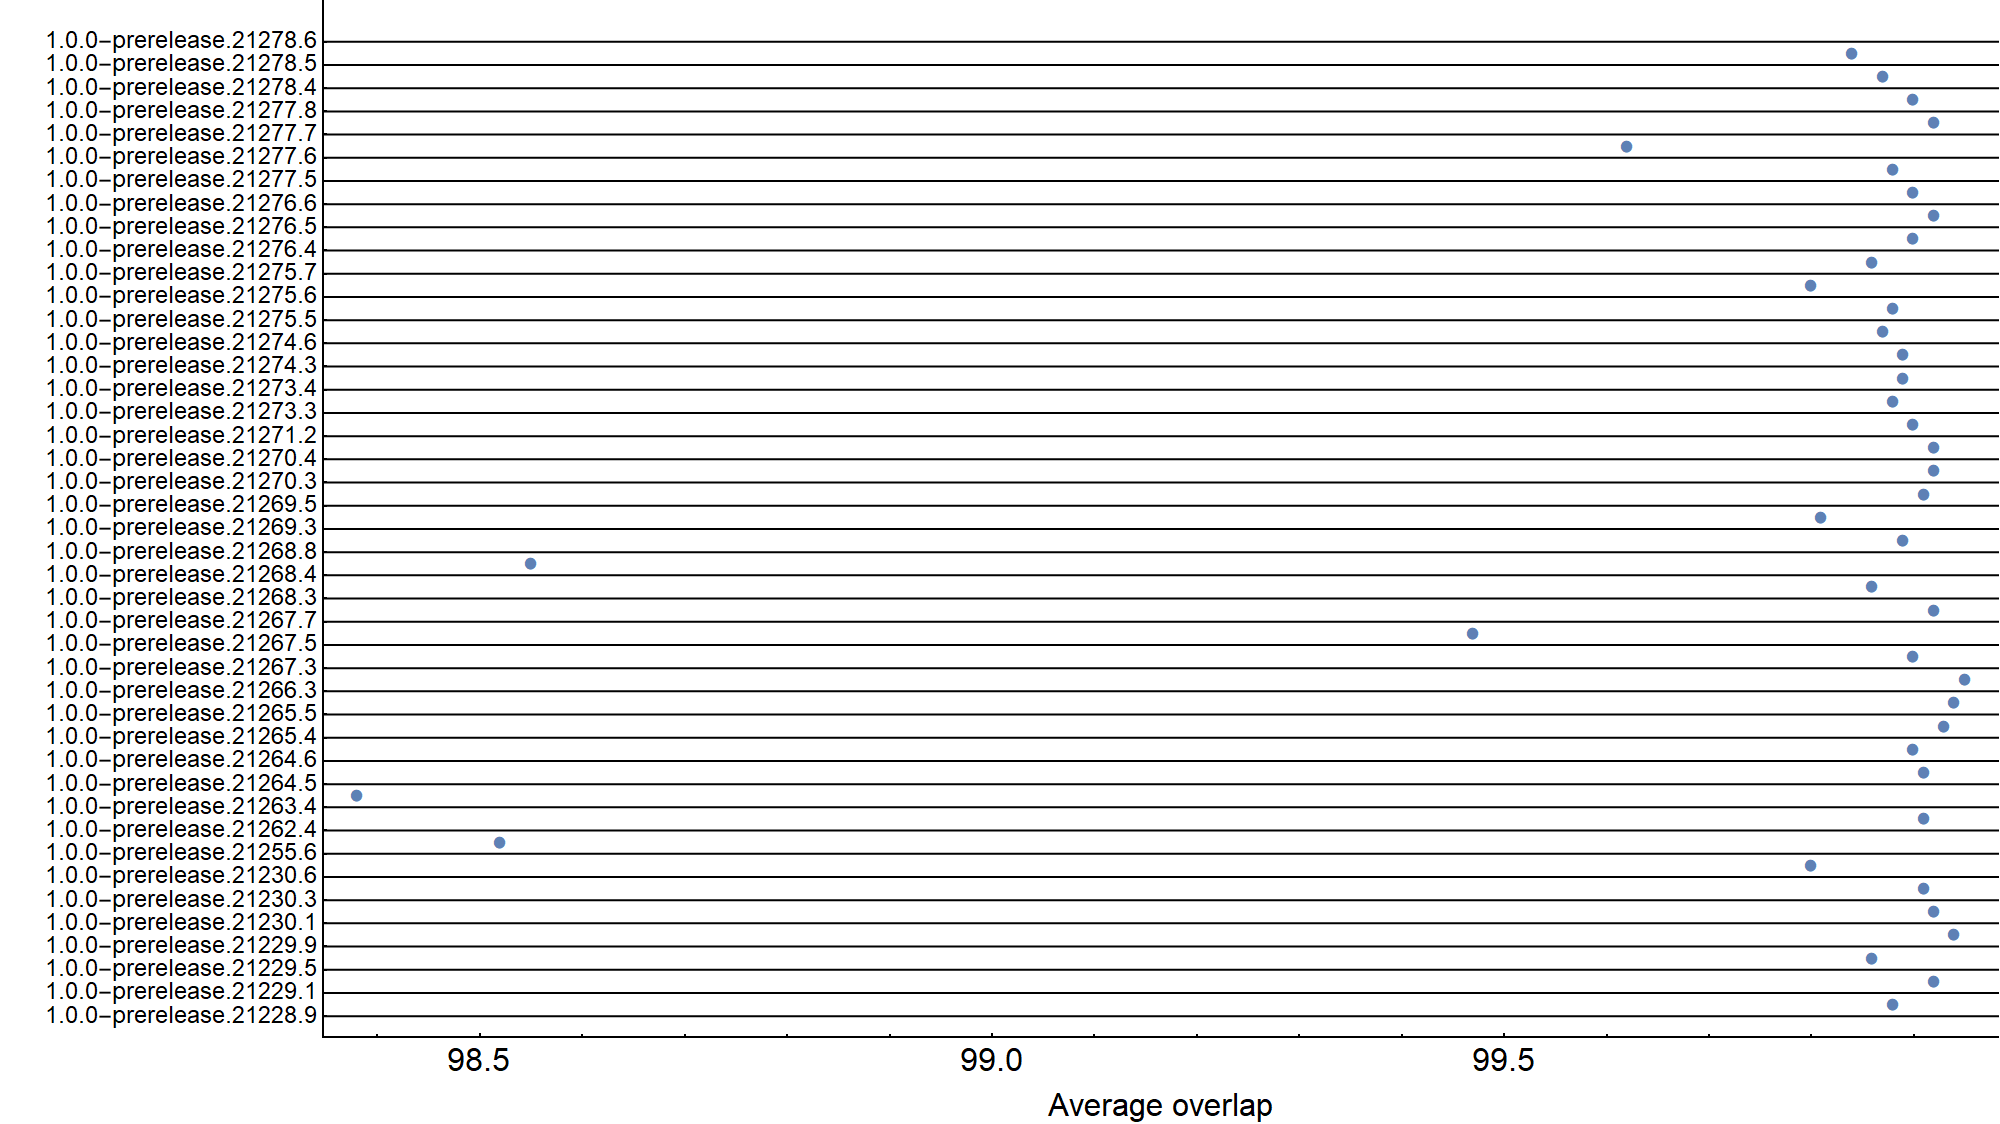 1.0.0−prerelease.21278.6
1.0.0−prerelease.21278.5
1.0.0−prerelease.21278.4
1.0.0−prerelease.21277.8
1.0.0−prerelease.21277.7
1.0.0−prerelease.21277.6
1.0.0−prerelease.21277.5
1.0.0−prerelease.21276.6
1.0.0−prerelease.21276.5
1.0.0−prerelease.21276.4
1.0.0−prerelease.21275.7
1.0.0−prerelease.21275.6
1.0.0−prerelease.21275.5
1.0.0−prerelease.21274.6
1.0.0−prerelease.21274.3
1.0.0−prerelease.21273.4
1.0.0−prerelease.21273.3
1.0.0−prerelease.21271.2
1.0.0−prerelease.21270.4
1.0.0−prerelease.21270.3
1.0.0−prerelease.21269.5
1.0.0−prerelease.21269.3
1.0.0−prerelease.21268.8
1.0.0−prerelease.21268.4
1.0.0−prerelease.21268.3
1.0.0−prerelease.21267.7
1.0.0−prerelease.21267.5
1.0.0−prerelease.21267.3
1.0.0−prerelease.21266.3
1.0.0−prerelease.21265.5
1.0.0−prerelease.21265.4
1.0.0−prerelease.21264.6
1.0.0−prerelease.21264.5
1.0.0−prerelease.21263.4
1.0.0−prerelease.21262.4
1.0.0−prerelease.21255.6
1.0.0−prerelease.21230.6
1.0.0−prerelease.21230.3
1.0.0−prerelease.21230.1
1.0.0−prerelease.21229.9
1.0.0−prerelease.21229.5
1.0.0−prerelease.21229.1
1.0.0−prerelease.21228.9
98.5 99.0 99.5
Average overlap